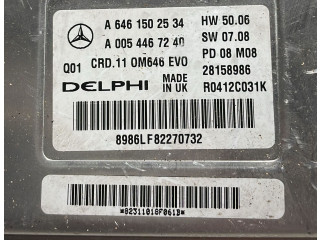 A 646 150 25 34 HW 50.06
A 005 446 72 40 SW 07.08
Q01 CRD.11 OM646 EVO PD 08 M08
DELPHI MADE IN UK 28158986
R0412C031K
8986LF82270732
*82311018F061B*